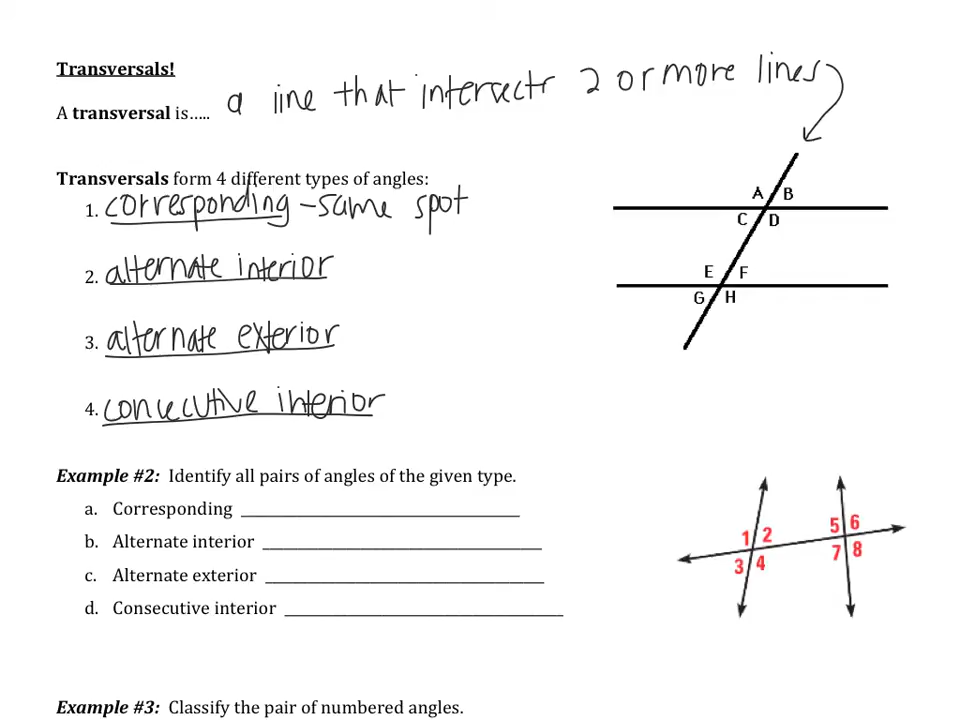 Transversals!
A transversal is….. a line that intersects 2 or more lines
Transversals form 4 different types of angles:
1. corresponding - same spot
2. alternate interior
3. alternate exterior
4. consecutive interior
A B
C D
E F
G H
Example #2: Identify all pairs of angles of the given type.
a. Corresponding
b. Alternate interior
c. Alternate exterior
d. Consecutive interior
1 2 5 6
3 4 7 8
Example #3: Classify the pair of numbered angles.